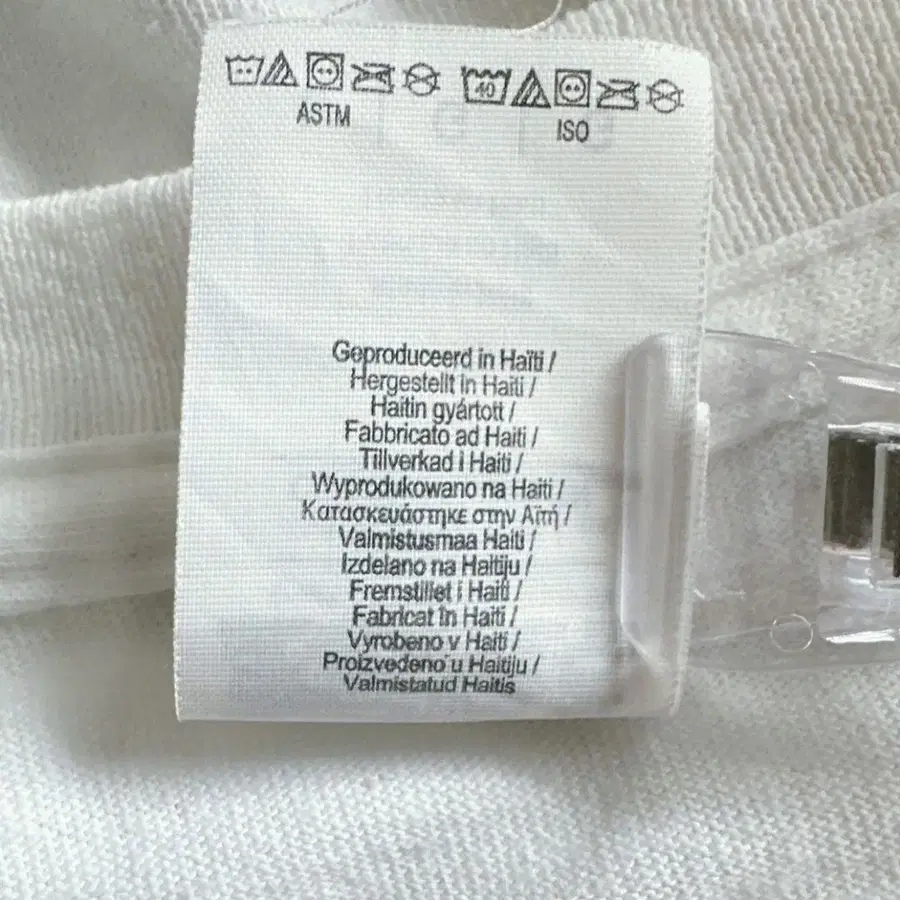 40
ASTM
ISO
Geproduceerd in Haïti /
Hergestellt in Haiti /
Haitin gyártott /
Fabbricato ad Haiti /
Tillverkad i Haiti /
Wyprodukowano na Haiti /
Κατασκευάστηκε στην Αϊτή /
Valmistusmaa Haiti /
Izdelano na Haitiju /
Fremstillet i Haiti /
Fabricat în Haiti /
Vyrobeno v Haiti /
Proizvedeno u Haitiju /
Valmistatud Haitis